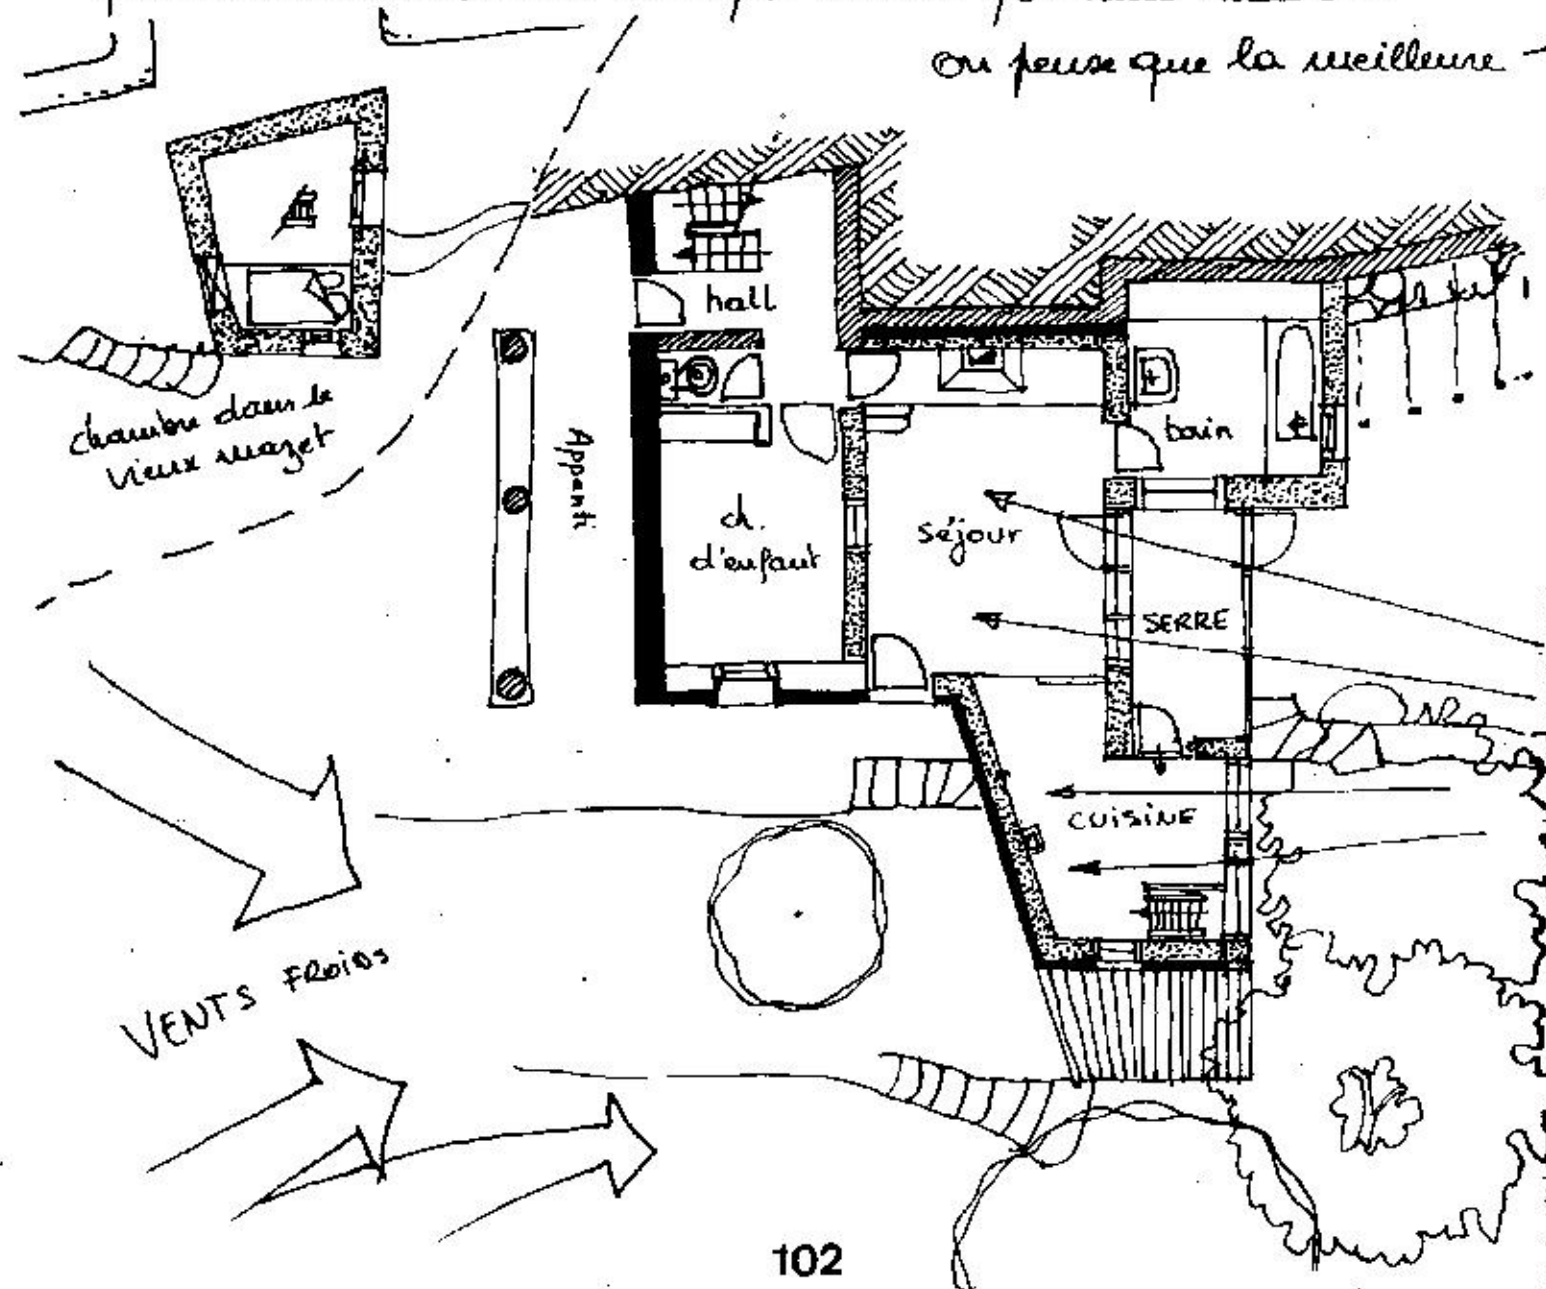 on pense que la meilleure
hall
chambre dans le
vieux mazet
Appenti
bain
ch.
d'enfant
séjour
SERRE
CUISINE
VENTS FROIDS
102